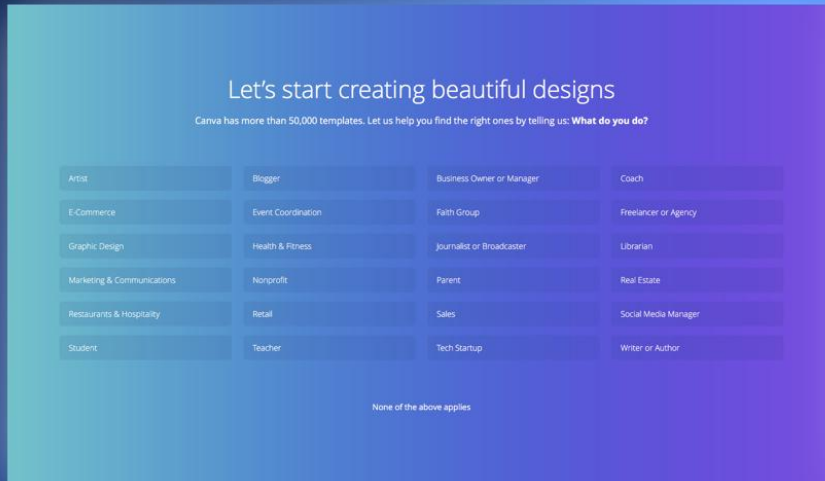 Let's start creating beautiful designs
Canva has more than 50,000 templates. Let us help you find the right ones by telling us: What do you do?
Artist Blogger Business Owner or Manager Coach
E-Commerce Event Coordination Faith Group Freelancer or Agency
Graphic Design Health & Fitness Journalist or Broadcaster Librarian
Marketing & Communications Nonprofit Parent Real Estate
Restaurants & Hospitality Retail Sales Social Media Manager
Student Teacher Tech Startup Writer or Author
None of the above applies